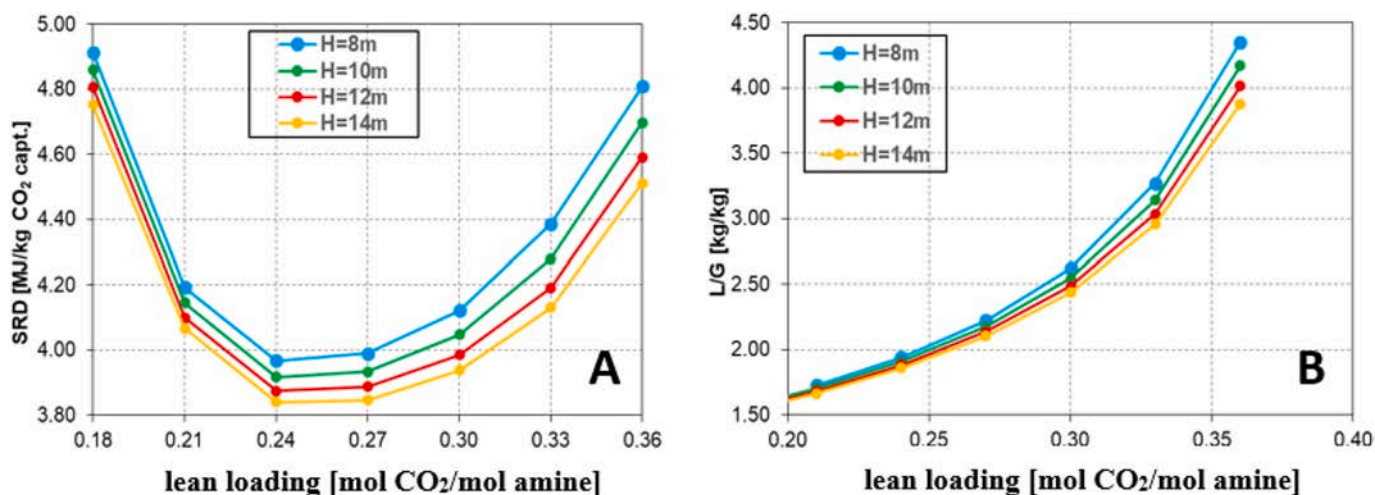 5.00
4.80
4.60
4.40
4.20
4.00
3.80
SRD [MJ/kg CO2 capt.]
H=8m
H=10m
H=12m
H=14m
A
0.18 0.21 0.24 0.27 0.30 0.33 0.36
lean loading [mol CO2/mol amine]
4.50
4.00
3.50
3.00
2.50
2.00
1.50
L/G [kg/kg]
H=8m
H=10m
H=12m
H=14m
B
0.20 0.25 0.30 0.35 0.40
lean loading [mol CO2/mol amine]